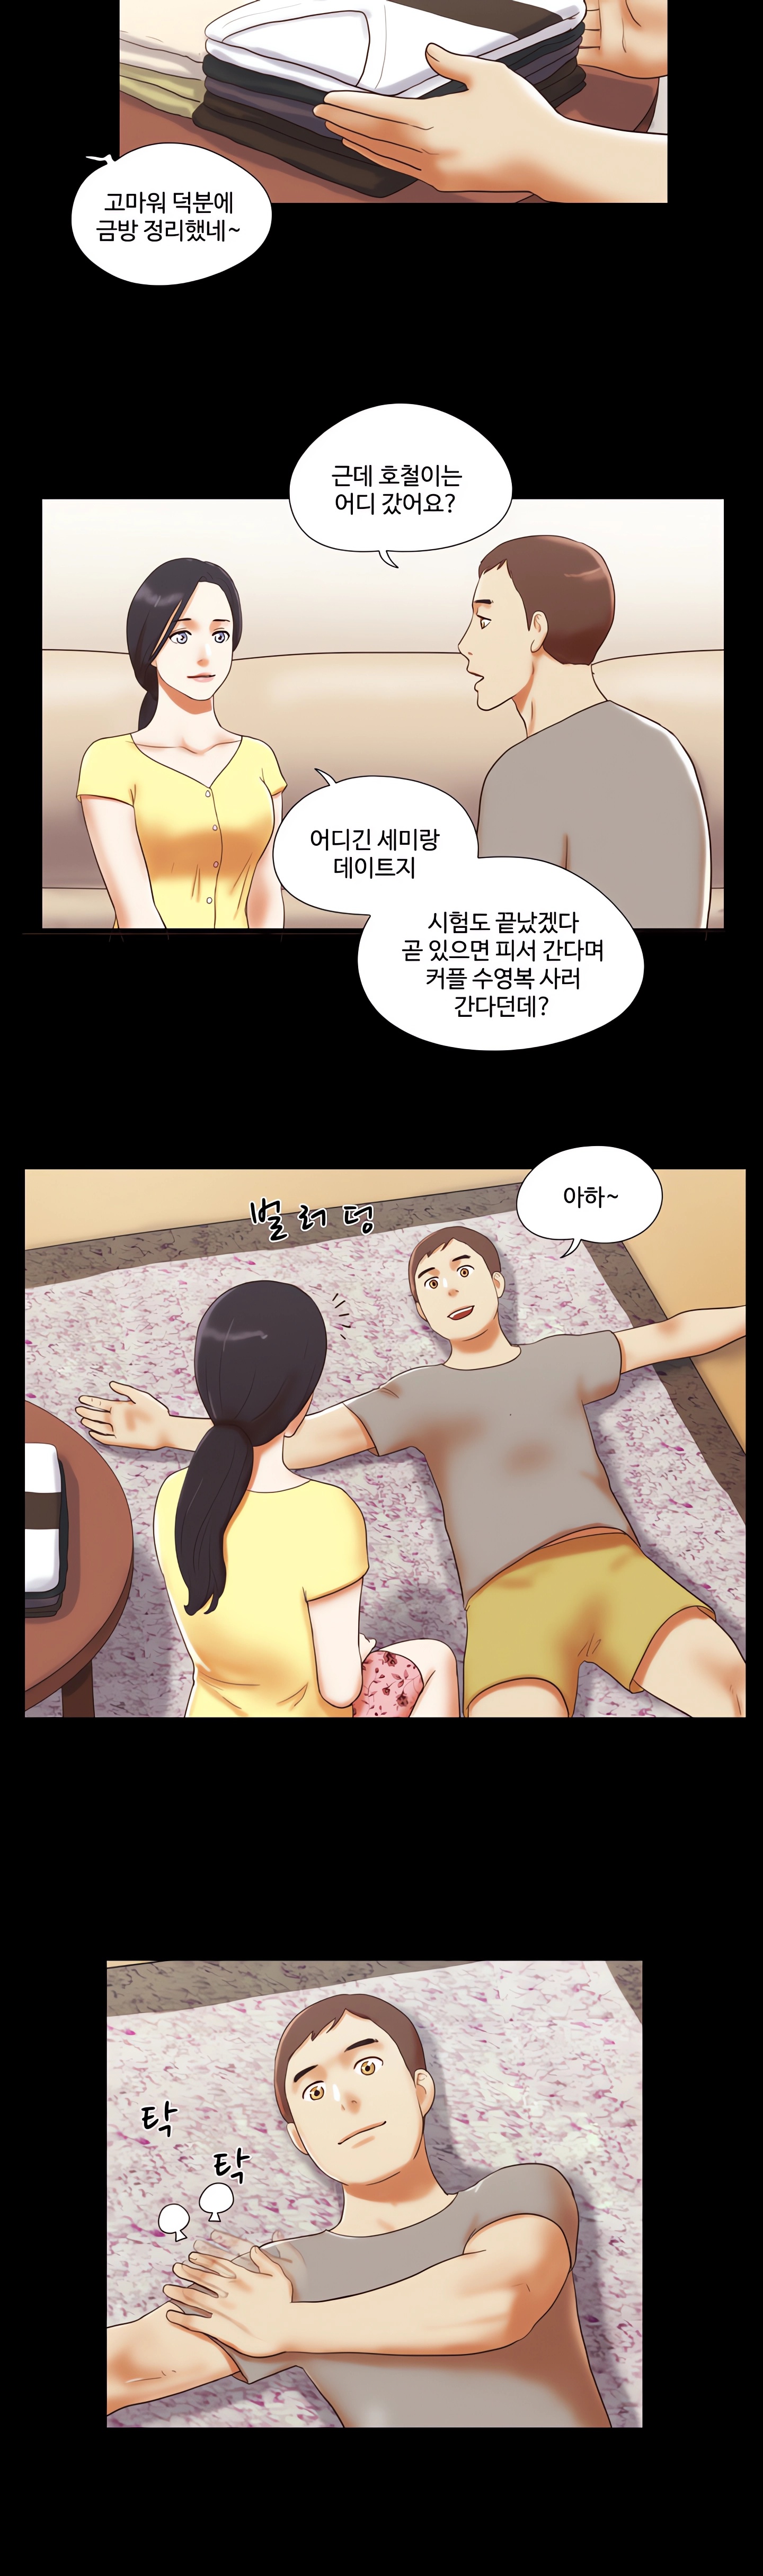 고마워 덕분에
금방 정리했네~
근데 호철이는
어디 갔어요?
어디긴 세미랑
데이트지
시험도 끝났겠다
곧 있으면 피서 간다며
커플 수영복 사러
간다던데?
아하~
벌러덩
탁
탁